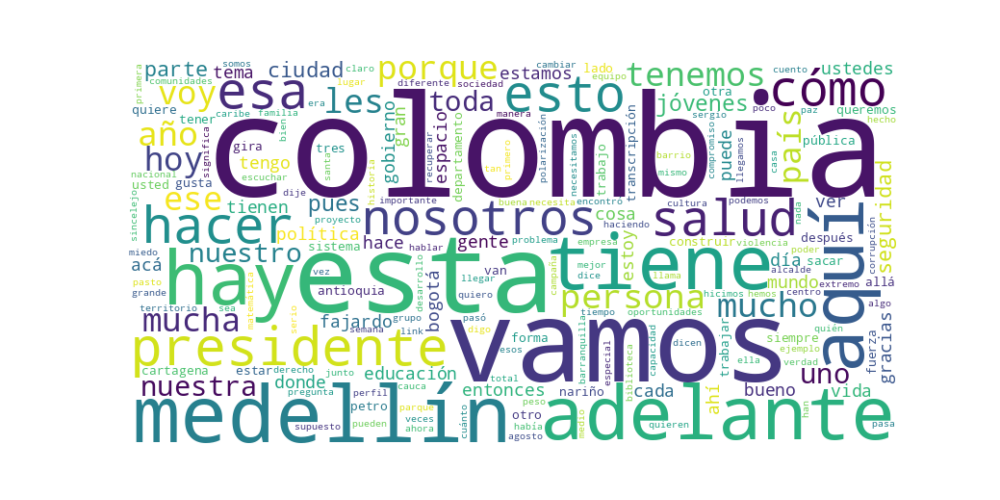 colombia
vamos
esta
medellín
adelante
hay
tiene
aquí
presidente
nosotros
hacer
salud
esto
esa
cómo
persona
porque
tenemos
toda
les
país
hoy
voy
año
ese
mucha
mucho
nuestra
nuestro
uno
jóvenes
seguridad
parte
tema
ciudad
estamos
ustedes
espacio
gobierno
gran
pues
política
tengo
tienen
puede
pública
queremos
ver
gente
hace
cosa
estoy
día
mundo
bogotá
fajardo
educación
entonces
donde
acá
usted
cada
bueno
vida
ahí
siempre
gracias
fuerza
allá
departamento
transcripción
trabajo
trabajar
construir
sistema
antioquia
cartagena
petro
nariño
otro
forma
primera
comunidades
somos
claro
lugar
quiere
tener
caribe
era
familia
bien
diferente
sociedad
manera
cambiar
lado
equipo
otra
cuento
poco
paz
hecho
sergio
compromiso
llegamos
casa
barrio
mismo
necesitamos
polarización
tan
primero
recuperar
gira
significa
gusta
escuchar
nacional
sincelejo
dije
santa
tres
historia
importante
buena
necesita
encontro
cultura
podemos
nada
haciendo
hablar
problema
empresa
violencia
poder
después
sacar
corrupción
miedo
proyecto
pasto
grande
territorio
sea
matemática
serio
vez
semana
grupo
link
desarrollo
llegar
quiero
van
pasó
digo
esos
mejor
dice
campaña
tiempo
llama
oportunidades
hicimos
hemos
alcalde
centro
extremo
algo
quién
ejemplo
verdad
ella
dicen
capacidad
especial
barranquilla
biblioteca
estar
derecho
junto
perfil
cauca
pregunta
supuesto
pueden
parque
veces
ahora
cuánto
total
peso
había
agosto
medio
quieren
han
pasa